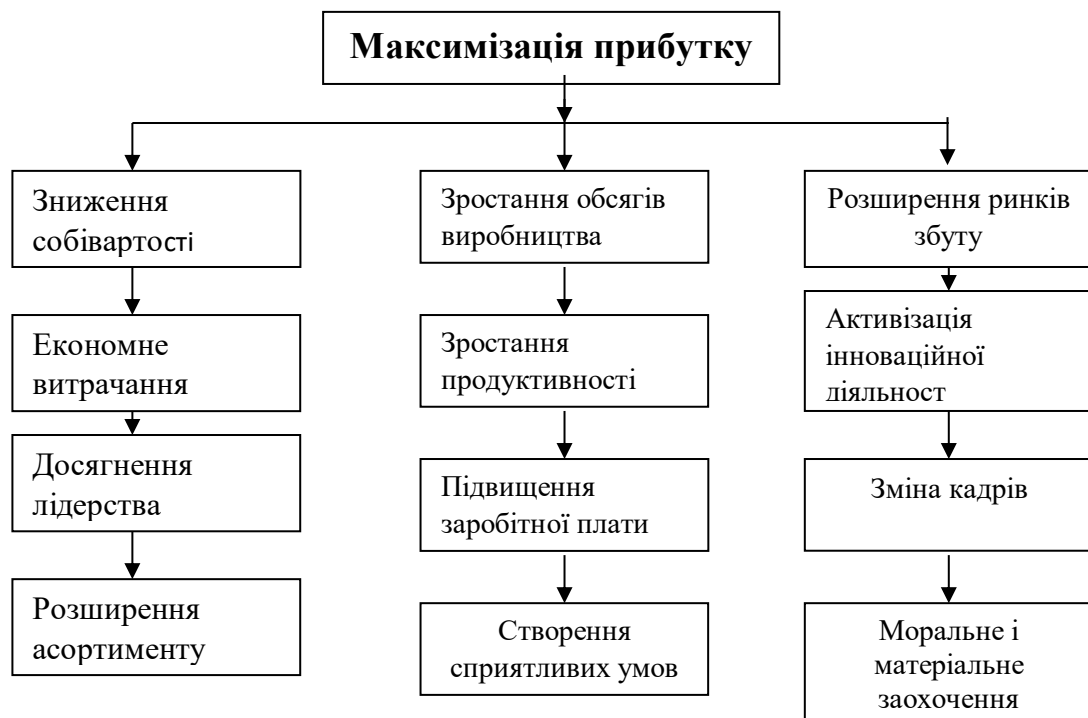 Максимізація прибутку
Зниження
собівартості
Економне
витрачання
Досягнення
лідерства
Розширення
асортименту
Зростання обсягів
виробництва
Зростання
продуктивності
Підвищення
заробітної плати
Створення
сприятливих умов
Розширення ринків
збуту
Активізація
інноваційної
діяльност
Зміна кадрів
Моральне і
матеріальне
заохочення